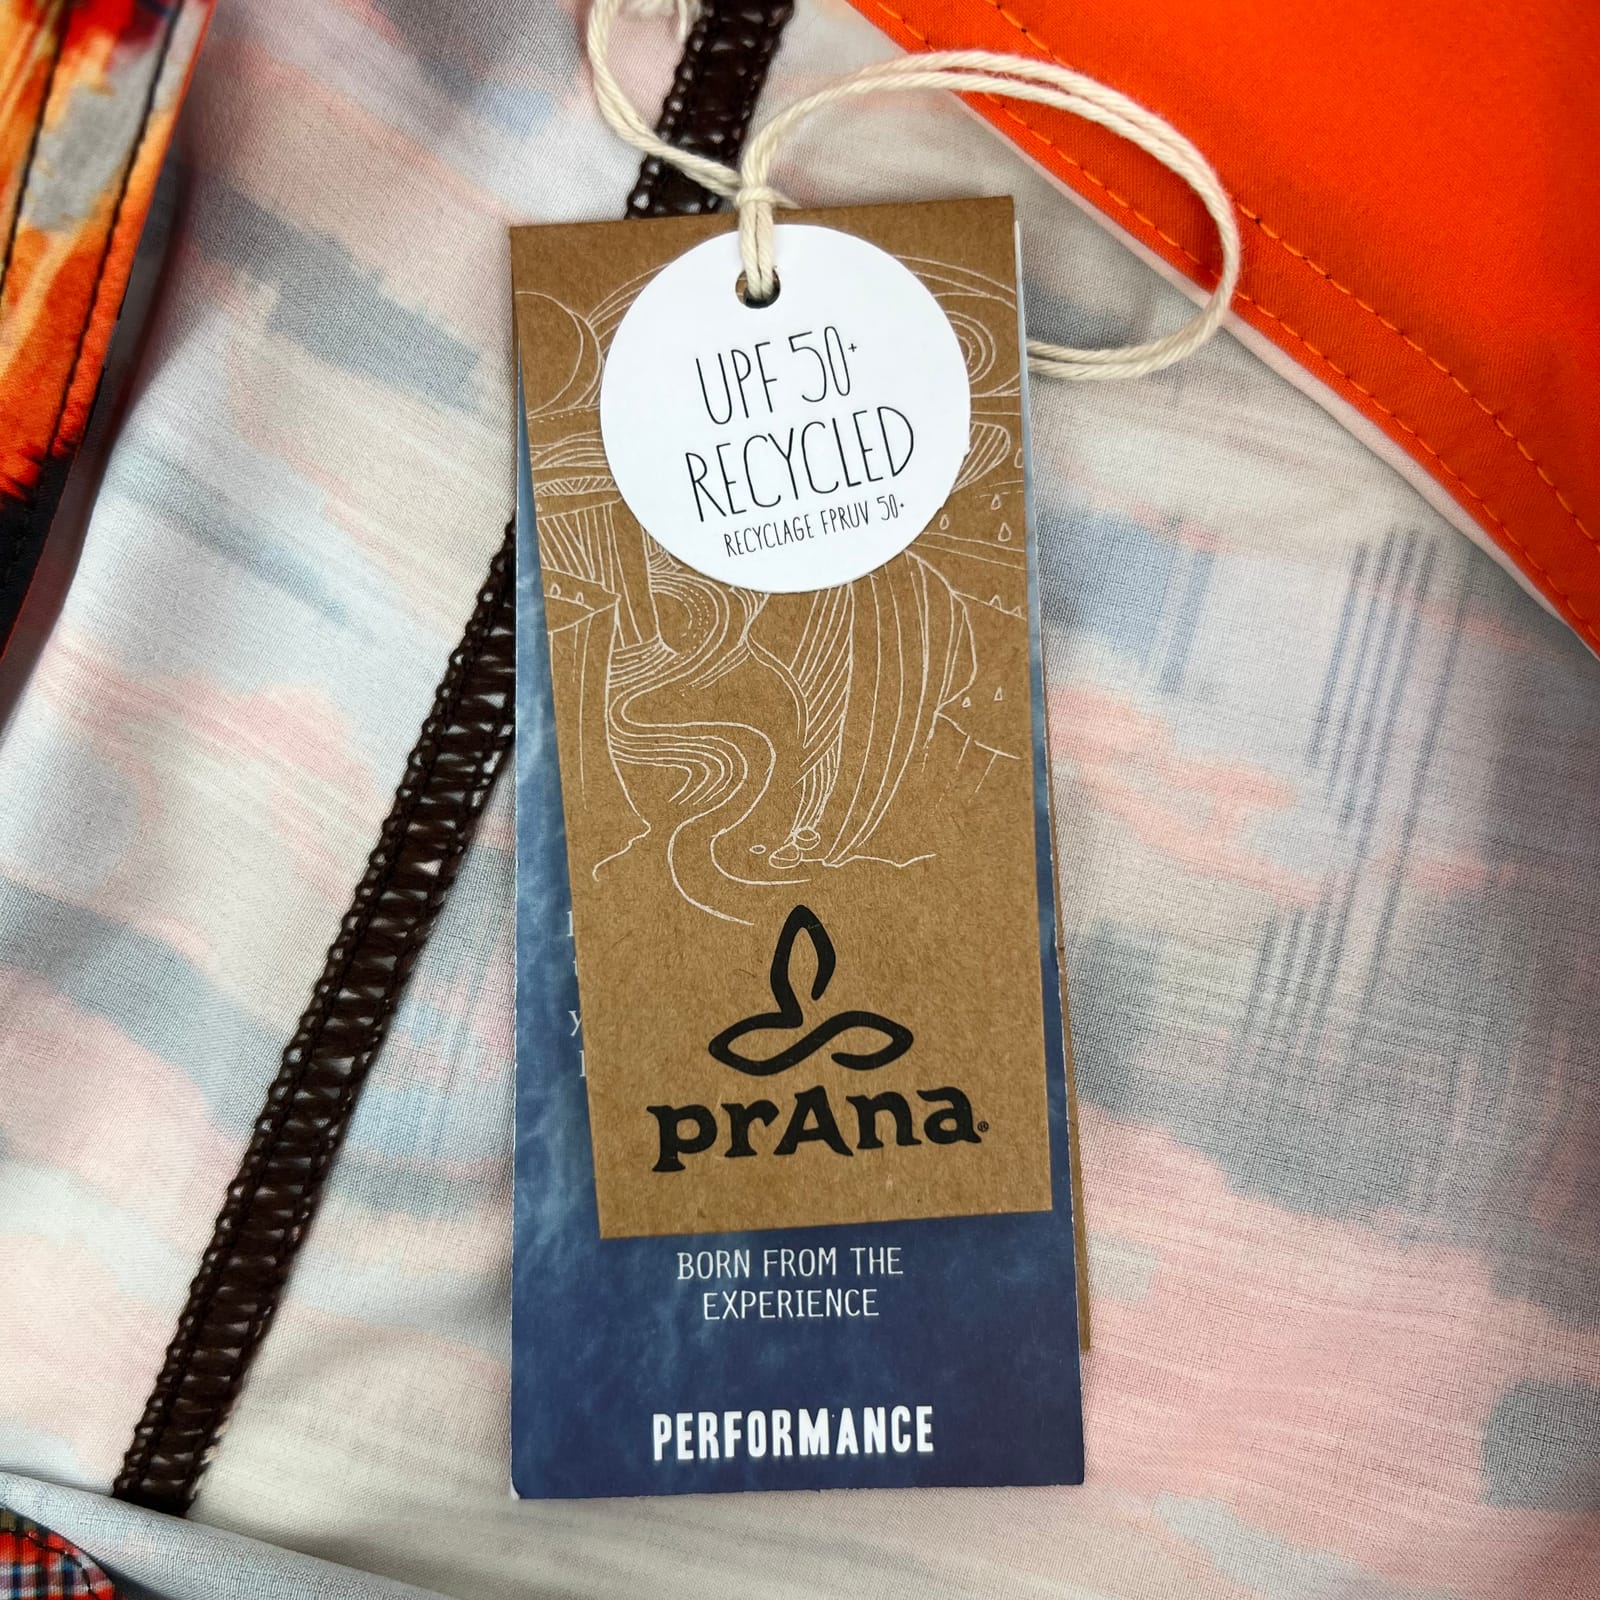 UPF 50+
RECYCLED
RECYCLAGE FPRUV 50+
prAna®
BORN FROM THE
EXPERIENCE
PERFORMANCE